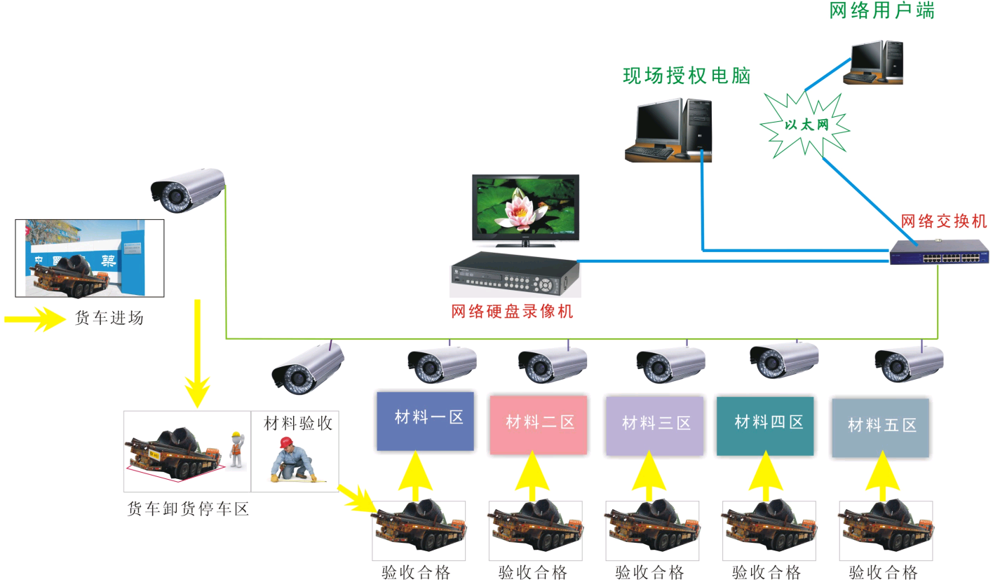 网络用户端
现场授权电脑
以太网
网络交换机
网络硬盘录像机
货车进场
材料验收
材料一区
材料二区
材料三区
材料四区
材料五区
货车卸货停车区
验收合格
验收合格
验收合格
验收合格
验收合格